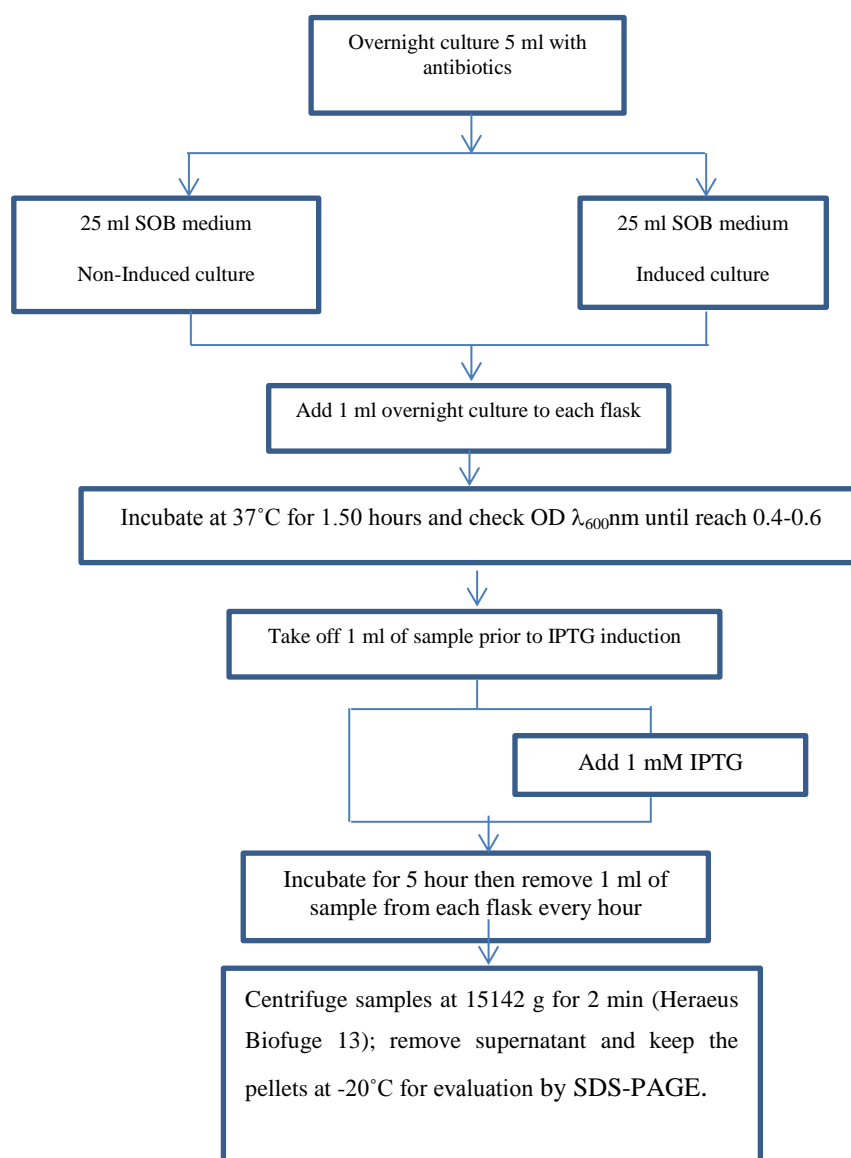 Overnight culture 5 ml with
antibiotics
25 ml SOB medium
Non-Induced culture
25 ml SOB medium
Induced culture
Add 1 ml overnight culture to each flask
Incubate at 37˚C for 1.50 hours and check OD λ₆₀₀nm until reach 0.4-0.6
Take off 1 ml of sample prior to IPTG induction
Add 1 mM IPTG
Incubate for 5 hour then remove 1 ml of
sample from each flask every hour
Centrifuge samples at 15142 g for 2 min (Heraeus
Biofuge 13); remove supernatant and keep the
pellets at -20˚C for evaluation by SDS-PAGE.